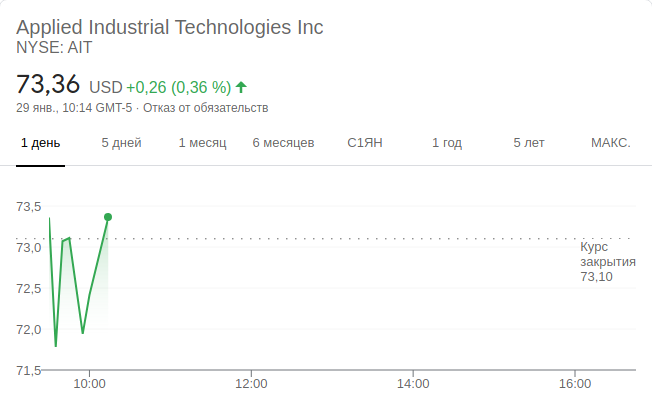 Applied Industrial Technologies Inc
NYSE: AIT
73,36 USD +0,26 (0,36 %)
29 янв., 10:14 GMT-5 · Отказ от обязательств
1 день 5 дней 1 месяц 6 месяцев С1ЯН 1 год 5 лет МАКС.
73,5
73,0
72,5
72,0
71,5
Курс
закрытия
73,10
10:00 12:00 14:00 16:00